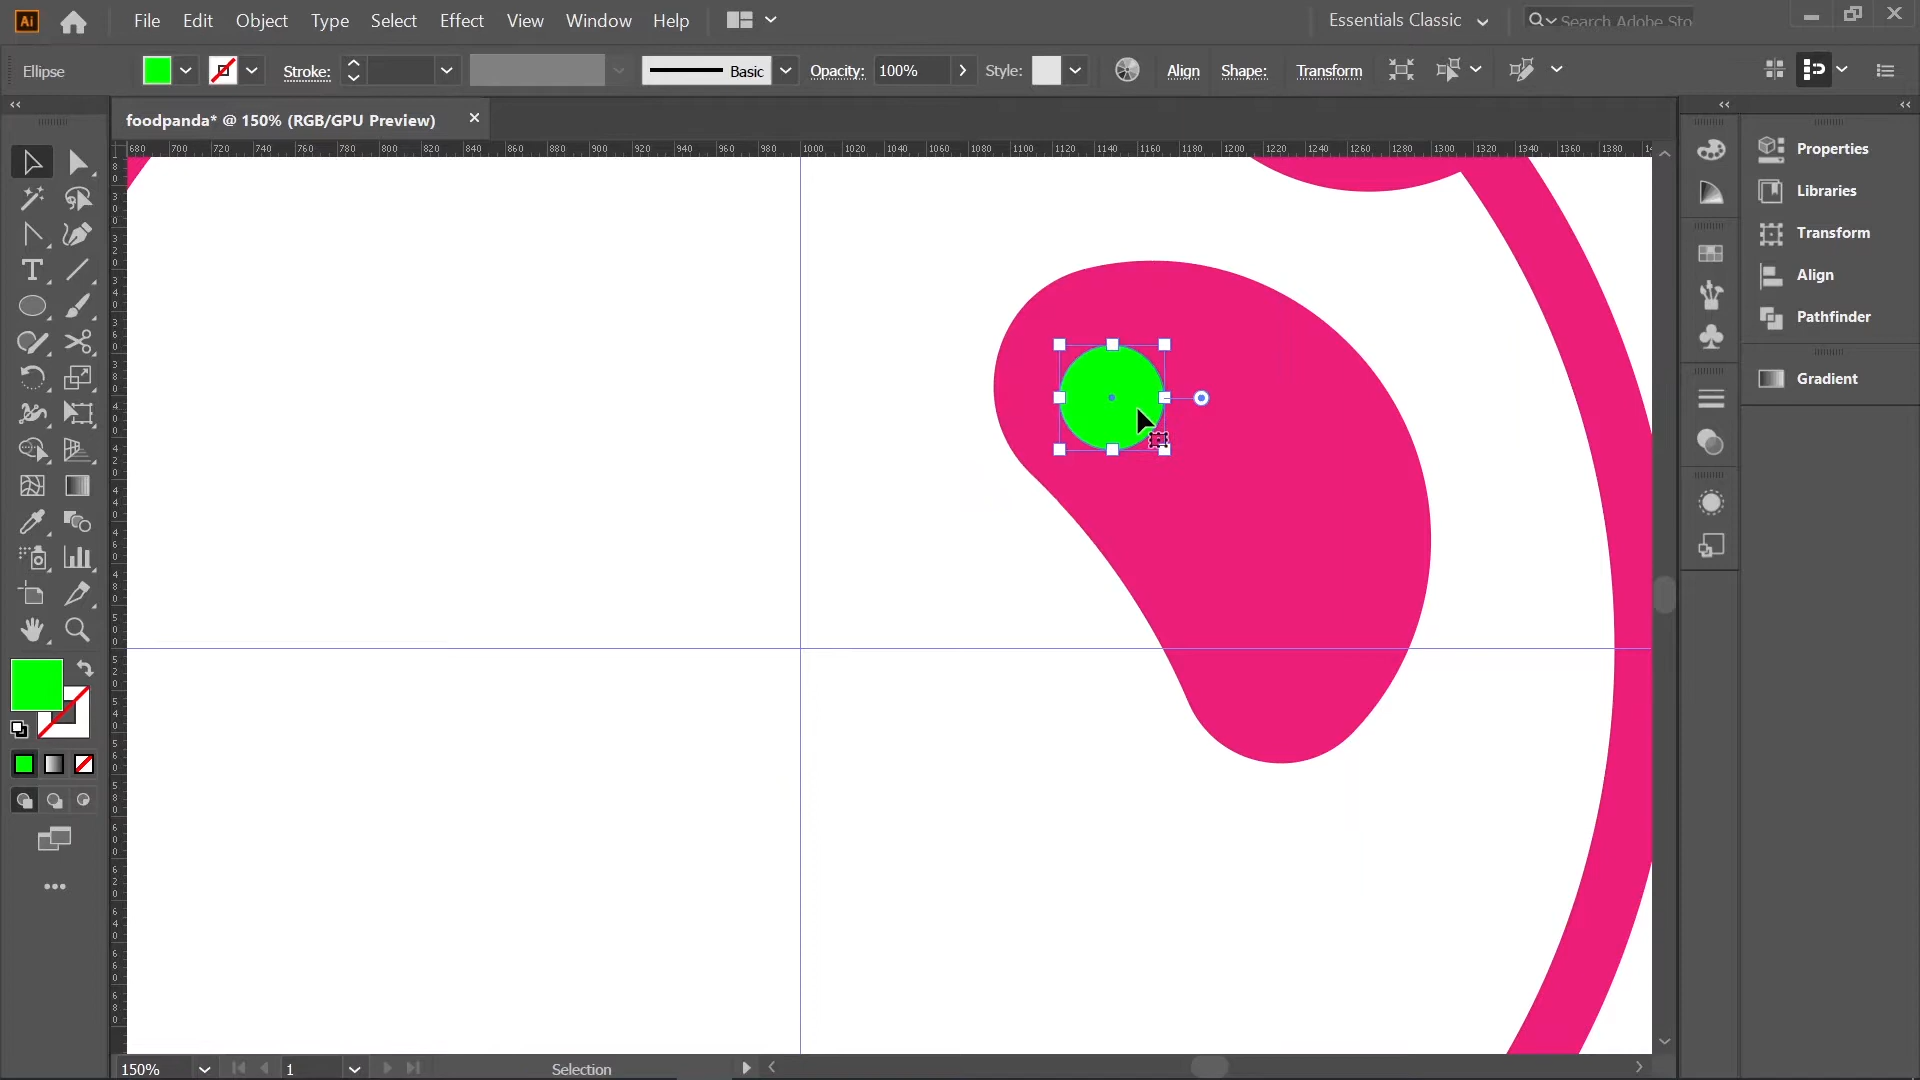 Ai File Edit Object Type Select Effect View Window Help Essentials Classic Search Adobe Sto
Ellipse Stroke: Basic Opacity: 100% Style: Align Shape: Transform
foodpanda* @ 150% (RGB/GPU Preview)
680 700 720 740 760 780 800 820 840 860 880 900 920 940 960 980 1000 1020 1040 1060 1080 1100 1120 1140 1160 1180 1200 1220 1240 1260 1280 1300 1320 1340 1360 1380
Properties
Libraries
Transform
Align
Pathfinder
Gradient
150% 1 Selection